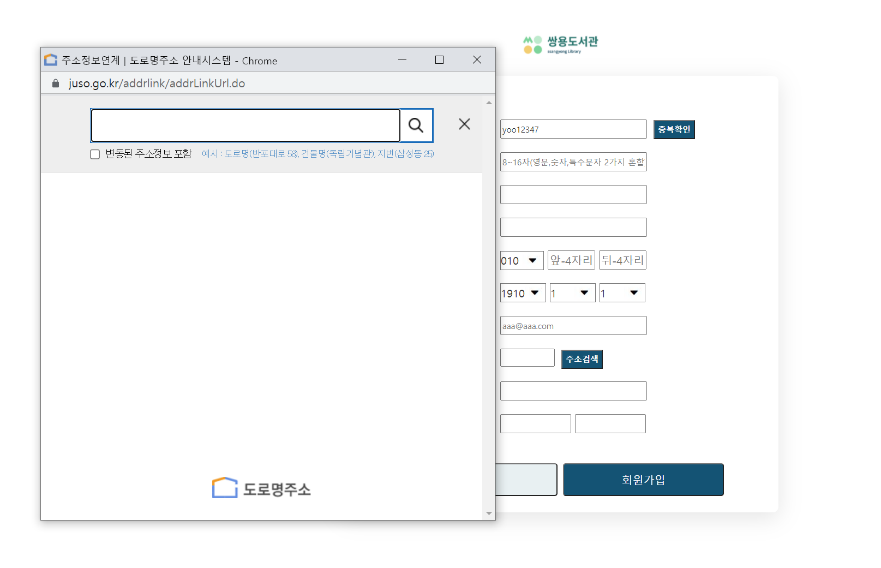 쌍용도서관
ssangyong Library
주소정보연계 | 도로명주소 안내시스템 - Chrome
juso.go.kr/addrlink/addrLinkUrl.do
변동된 주소정보 포함 예시 : 도로명(반포대로 58), 건물명(독립기념관), 지번(삼성동 25)
yoo12347 중복확인
8~16자(영문,숫자,특수문자 2가지 혼합
010 앞-4자리 뒤-4자리
1910 1 1
aaa@aaa.com
주소검색
회원가입
도로명주소